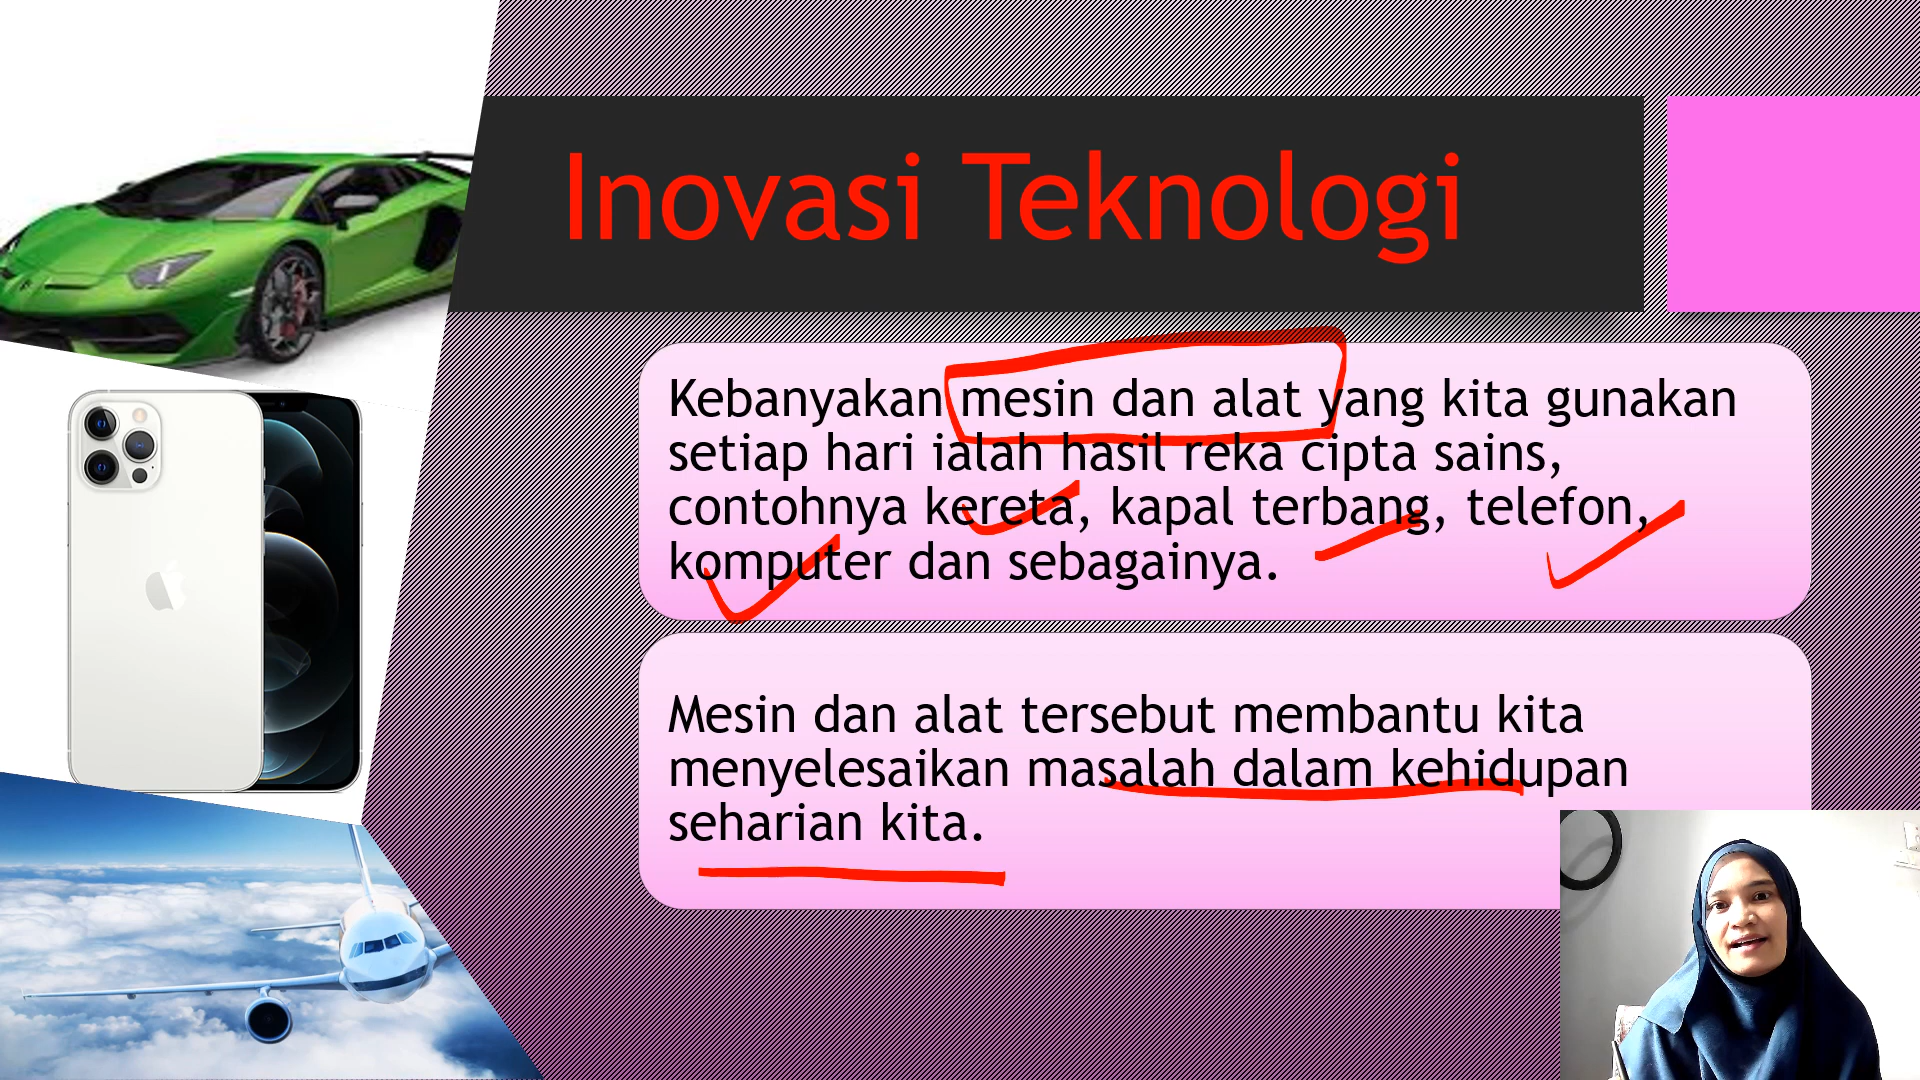 Inovasi Teknologi
Kebanyakan mesin dan alat yang kita gunakan
setiap hari ialah hasil reka cipta sains,
contohnya kereta, kapal terbang, telefon,
komputer dan sebagainya.
Mesin dan alat tersebut membantu kita
menyelesaikan masalah dalam kehidupan
seharian kita.